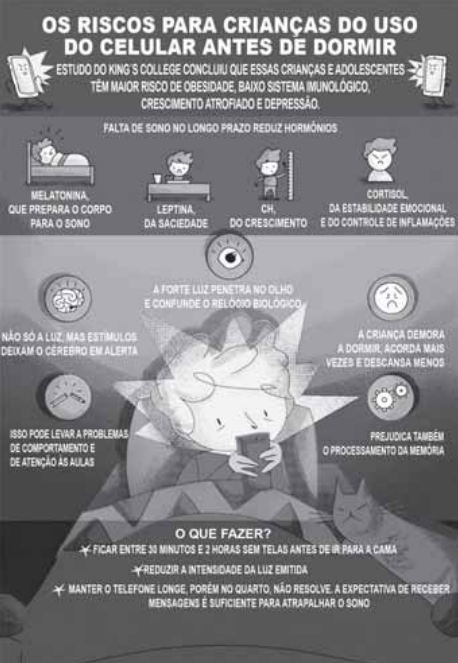 OS RISCOS PARA CRIANÇAS DO USO
DO CELULAR ANTES DE DORMIR
ESTUDO DO KING'S COLLEGE CONCLUIU QUE ESSAS CRIANÇAS E ADOLESCENTES
TÊM MAIOR RISCO DE OBESIDADE, BAIXO SISTEMA IMUNOLÓGICO,
CRESCIMENTO ATROFIADO E DEPRESSÃO.
FALTA DE SONO NO LONGO PRAZO REDUZ HORMÔNIOS
MELATONINA,
QUE PREPARA O CORPO
PARA O SONO
LEPTINA,
DA SACIEDADE
CH,
DO CRESCIMENTO
CORTISOL,
DA ESTABILIDADE EMOCIONAL
E DO CONTROLE DE INFLAMAÇÕES
A FORTE LUZ PENETRA NO OLHO
E CONFUNDE O RELÓGIO BIOLÓGICO
NÃO SÓ A LUZ, MAS ESTÍMULOS
DEIXAM O CÉREBRO EM ALERTA
A CRIANÇA DEMORA
A DORMIR, ACORDA MAIS
VEZES E DESCANSA MENOS
ISSO PODE LEVAR A PROBLEMAS
DE COMPORTAMENTO E
DE ATENÇÃO ÀS AULAS
PREJUDICA TAMBÉM
O PROCESSAMENTO DA MEMÓRIA
O QUE FAZER?
FICAR ENTRE 30 MINUTOS E 2 HORAS SEM TELAS ANTES DE IR PARA A CAMA
REDUZIR A INTENSIDADE DA LUZ EMITIDA
MANTER O TELEFONE LONGE, PORÉM NO QUARTO, NÃO RESOLVE. A EXPECTATIVA DE RECEBER
MENSAGENS É SUFICIENTE PARA ATRAPALHAR O SONO